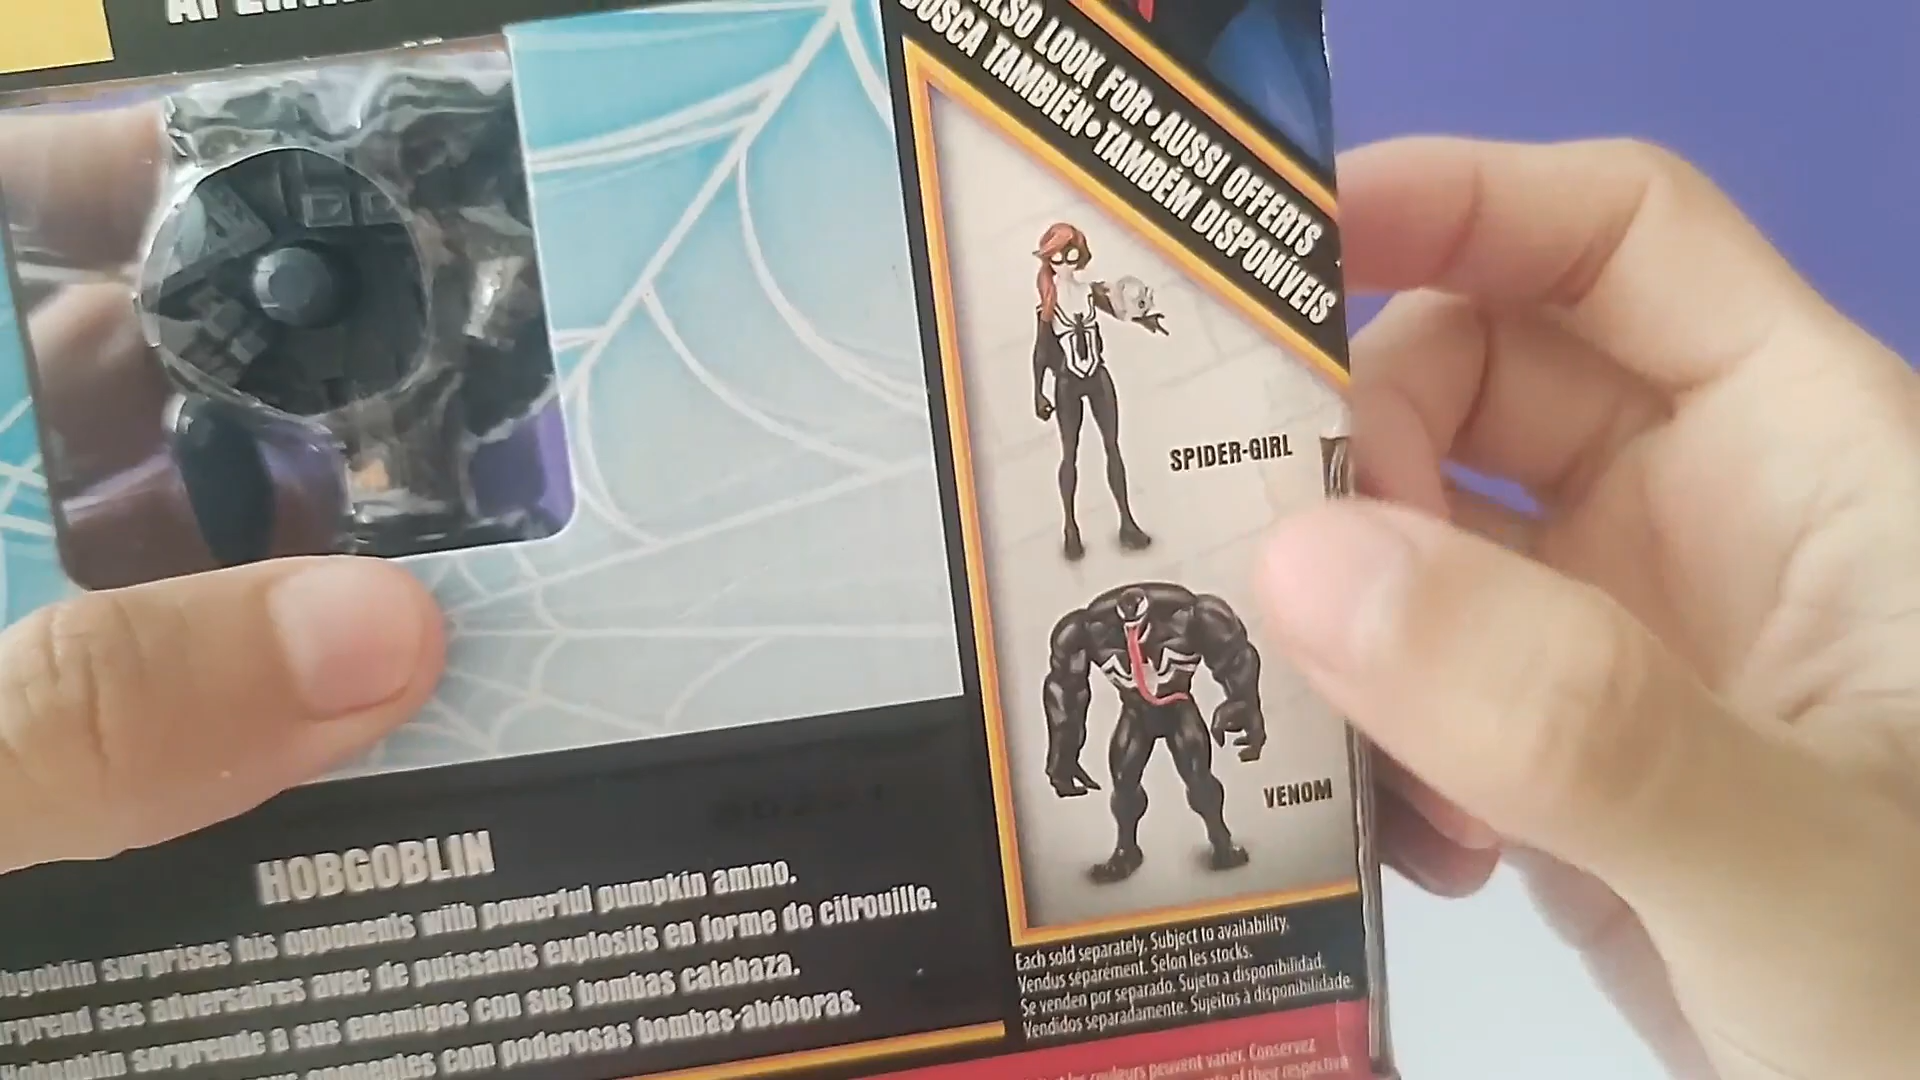 ALSO LOOK FOR•AUSSI OFFERTS
BUSCA TAMBIÉN•TAMBÉM DISPONÍVEIS
SPIDER-GIRL
VENOM
HOBGOBLIN
surprises his opponents with powerful pumpkin ammo.
ses adversaires avec de puissants explosifs en forme de citrouille.
Hobgoblin sorprende a sus enemigos con sus bombas calabaza.
com poderosas bombas-abóboras.
Each sold separately. Subject to availability.
Vendus séparément. Selon les stocks.
Se venden por separado. Sujeto a disponibilidad.
Vendidos separadamente. Sujeitos à disponibilidade.
les couleurs peuvent varier. Conservez
of their respective